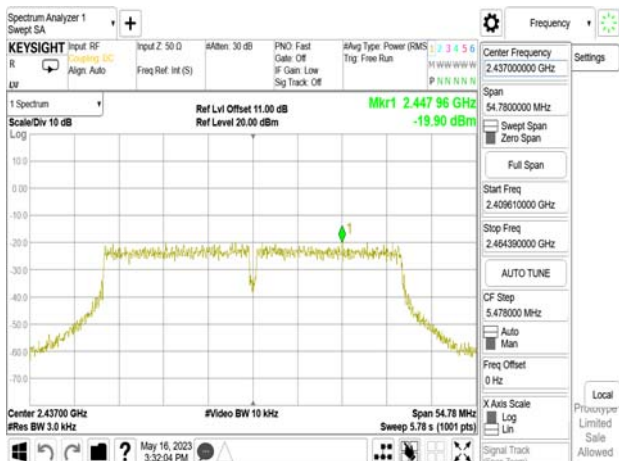 Spectrum Analyzer 1
Swept SA
Frequency
KEYSIGHT
Input: RF
Coupling: DC
Align: Auto
Input Z: 50 Ω
Freq Ref: Int (S)
#Atten: 30 dB
PNO: Fast
Gate: Off
IF Gain: Low
Sig Track: Off
#Avg Type: Power (RMS
Trig: Free Run
1 2 3 4 5 6
M W W W W W
P N N N N N
R
Center Frequency
2.437000000 GHz
Settings
1 Spectrum
Scale/Div 10 dB
Ref Lvl Offset 11.00 dB
Ref Level 20.00 dBm
Mkr1 2.447 96 GHz
-19.90 dBm
Log
10.0
0.00
-10.0
-20.0
-30.0
-40.0
-50.0
-60.0
-70.0
1
Span
54.7800000 MHz
Swept Span
Zero Span
Full Span
Start Freq
2.409610000 GHz
Stop Freq
2.464390000 GHz
AUTO TUNE
CF Step
5.478000 MHz
Auto
Man
Freq Offset
0 Hz
X Axis Scale
Log
Lin
Signal Track
Local
Prototype
Limited
Sale
Allowed
Center 2.43700 GHz
#Res BW 3.0 kHz
#Video BW 10 kHz
Span 54.78 MHz
Sweep 5.78 s (1001 pts)
May 16, 2023
3:32:04 PM